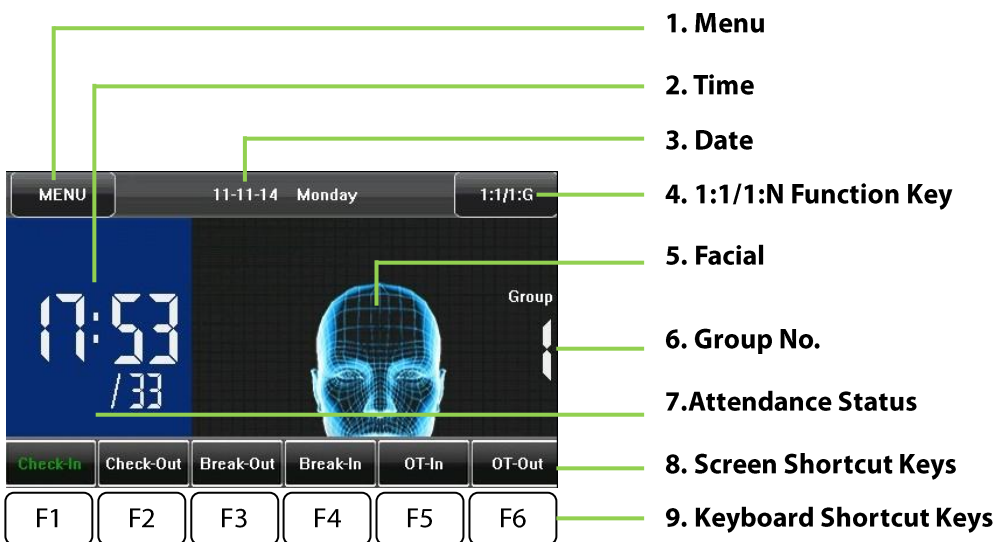 1. Menu
2. Time
3. Date
MENU 11-11-14 Monday 1:1/1:G
4. 1:1/1:N Function Key
5. Facial
Group
17:53
1
6. Group No.
/33
7.Attendance Status
Check-In Check-Out Break-Out Break-In OT-In OT-Out
8. Screen Shortcut Keys
F1 F2 F3 F4 F5 F6
9. Keyboard Shortcut Keys